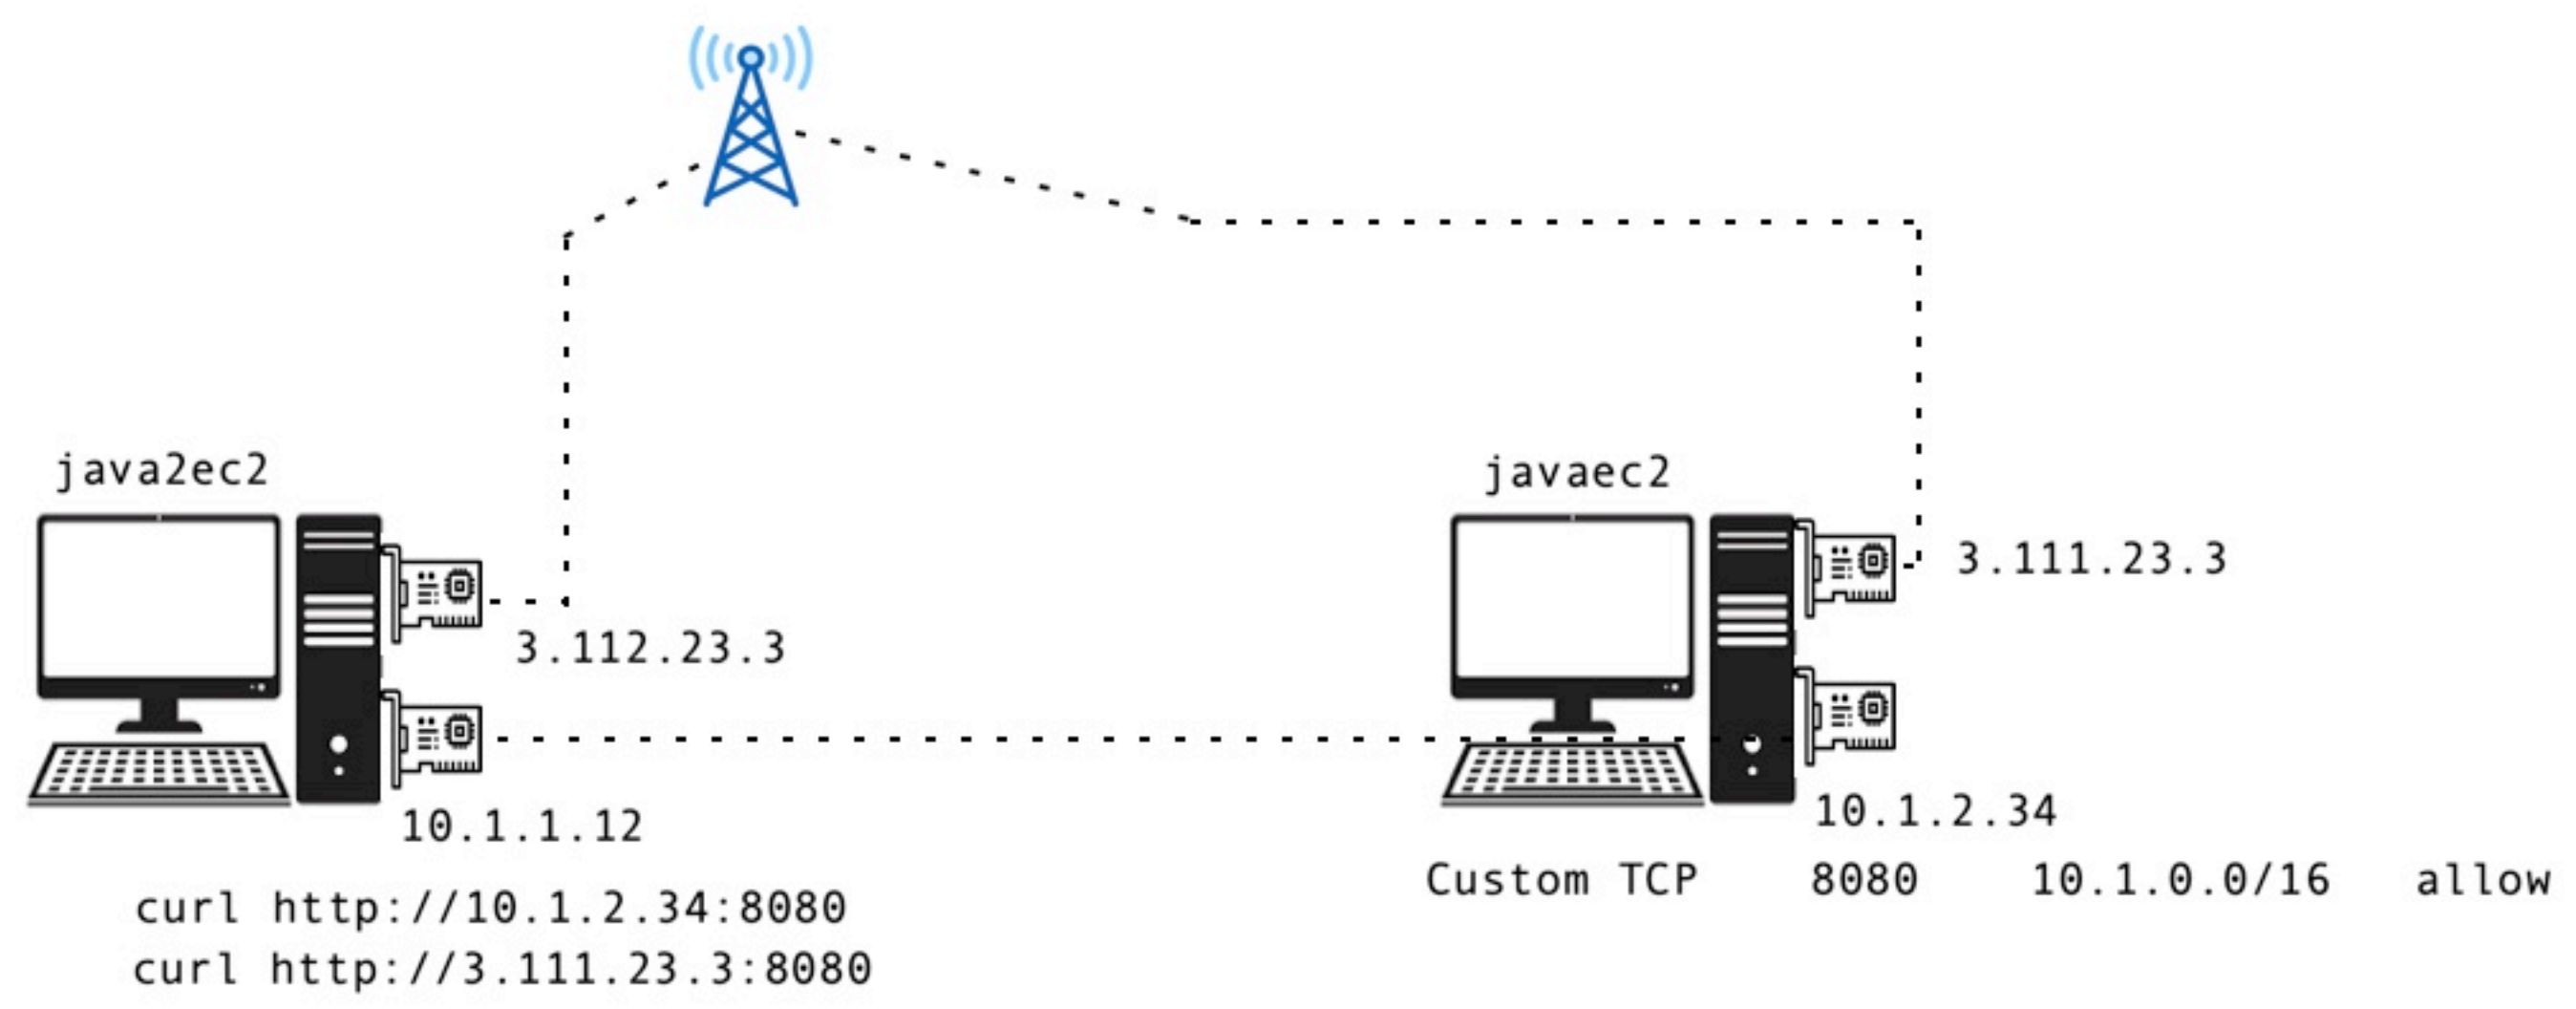 java2ec2
javaec2
3.111.23.3
3.112.23.3
10.1.1.12
10.1.2.34
Custom TCP 8080 10.1.0.0/16 allow
curl http://10.1.2.34:8080
curl http://3.111.23.3:8080